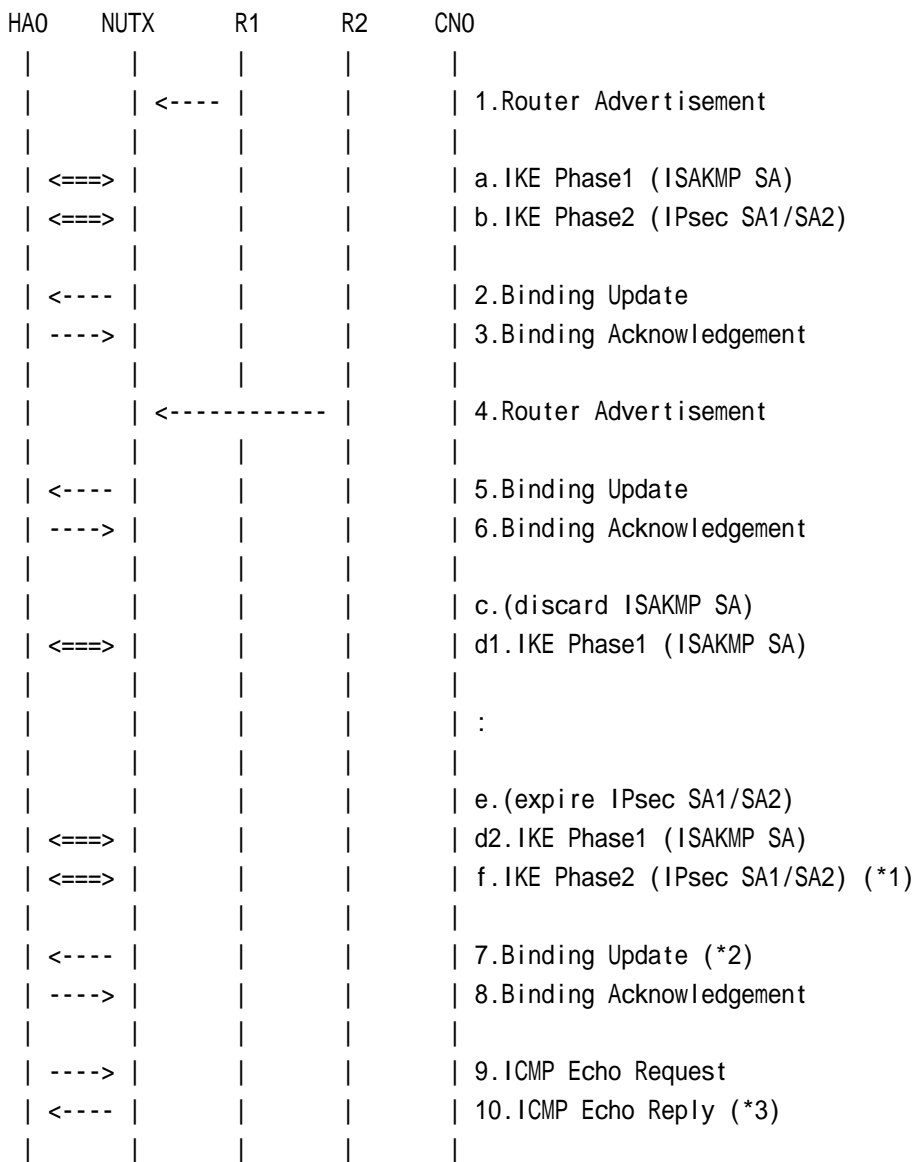 HA0 NUTX R1 R2 CN0
| | | | |
| | <---- | | | 1.Router Advertisement
| | | | |
| <===> | | | | a.IKE Phase1 (ISAKMP SA)
| <===> | | | | b.IKE Phase2 (IPsec SA1/SA2)
| | | | |
| <---- | | | | 2.Binding Update
| ----> | | | | 3.Binding Acknowledgement
| | | | |
| | <------------ | | 4.Router Advertisement
| | | | |
| <---- | | | | 5.Binding Update
| ----> | | | | 6.Binding Acknowledgement
| | | | |
| | | | | c.(discard ISAKMP SA)
| <===> | | | | d1.IKE Phase1 (ISAKMP SA)
| | | | |
| | | | | :
| | | | |
| | | | | e.(expire IPsec SA1/SA2)
| <===> | | | | d2.IKE Phase1 (ISAKMP SA)
| <===> | | | | f.IKE Phase2 (IPsec SA1/SA2) (*1)
| | | | |
| <---- | | | | 7.Binding Update (*2)
| ----> | | | | 8.Binding Acknowledgement
| | | | |
| ----> | | | | 9.ICMP Echo Request
| <---- | | | | 10.ICMP Echo Reply (*3)
| | | | |